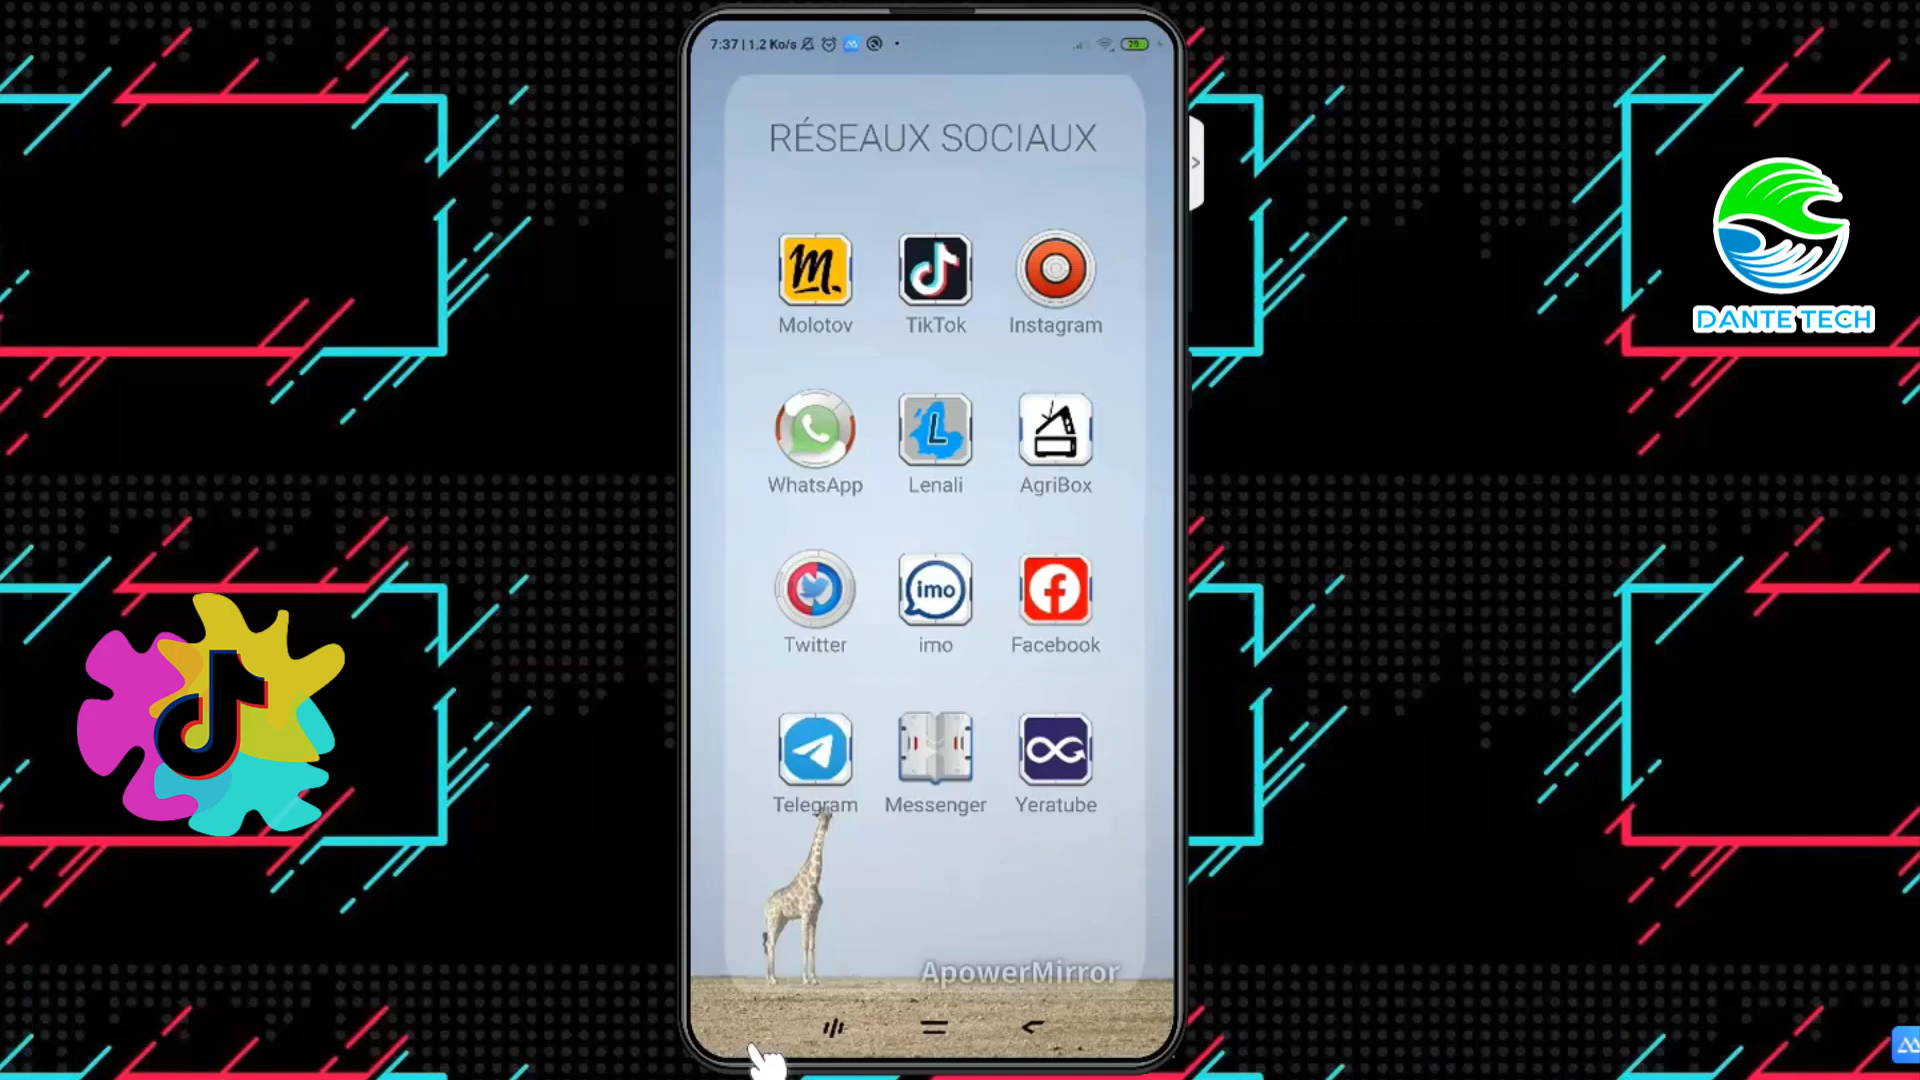 7:37 | 1,2 Ko/s
79
RÉSEAUX SOCIAUX
m.
Molotov
TikTok
Instagram
DANTE TECH
L
WhatsApp
Lenali
AgriBox
imo
Twitter
imo
Facebook
Telegram
Messenger
Yeratube
ApowerMirror